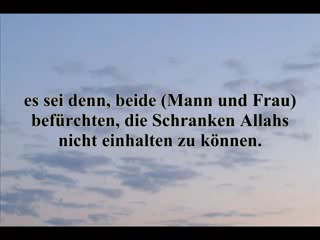 es sei denn, beide (Mann und Frau)
befürchten, die Schranken Allahs
nicht einhalten zu können.